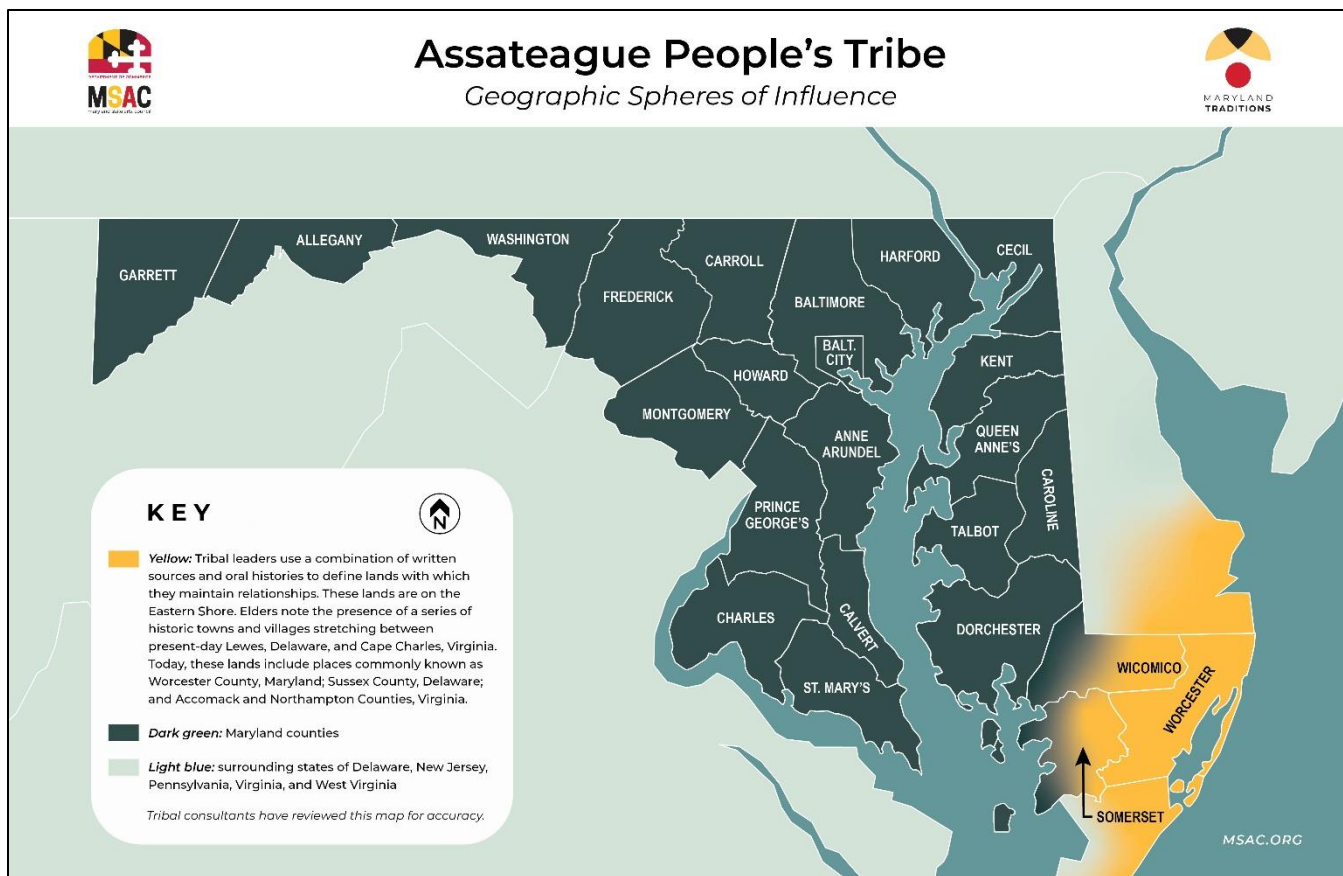 Assateague People's Tribe
Geographic Spheres of Influence
DEPARTMENT OF COMMERCE
MSAC
maryland state arts council
MARYLAND
TRADITIONS
GARRETT
ALLEGANY
WASHINGTON
FREDERICK
CARROLL
BALTIMORE
HARFORD
CECIL
BALT.
CITY
KENT
HOWARD
MONTGOMERY
ANNE
ARUNDEL
QUEEN
ANNE'S
CAROLINE
PRINCE
GEORGE'S
TALBOT
CHARLES
CALVERT
DORCHESTER
ST. MARY'S
WICOMICO
WORCESTER
SOMERSET
KEY
N
Yellow: Tribal leaders use a combination of written
sources and oral histories to define lands with which
they maintain relationships. These lands are on the
Eastern Shore. Elders note the presence of a series of
historic towns and villages stretching between
present-day Lewes, Delaware, and Cape Charles, Virginia.
Today, these lands include places commonly known as
Worcester County, Maryland; Sussex County, Delaware;
and Accomack and Northampton Counties, Virginia.
Dark green: Maryland counties
Light blue: surrounding states of Delaware, New Jersey,
Pennsylvania, Virginia, and West Virginia
Tribal consultants have reviewed this map for accuracy.
MSAC.ORG